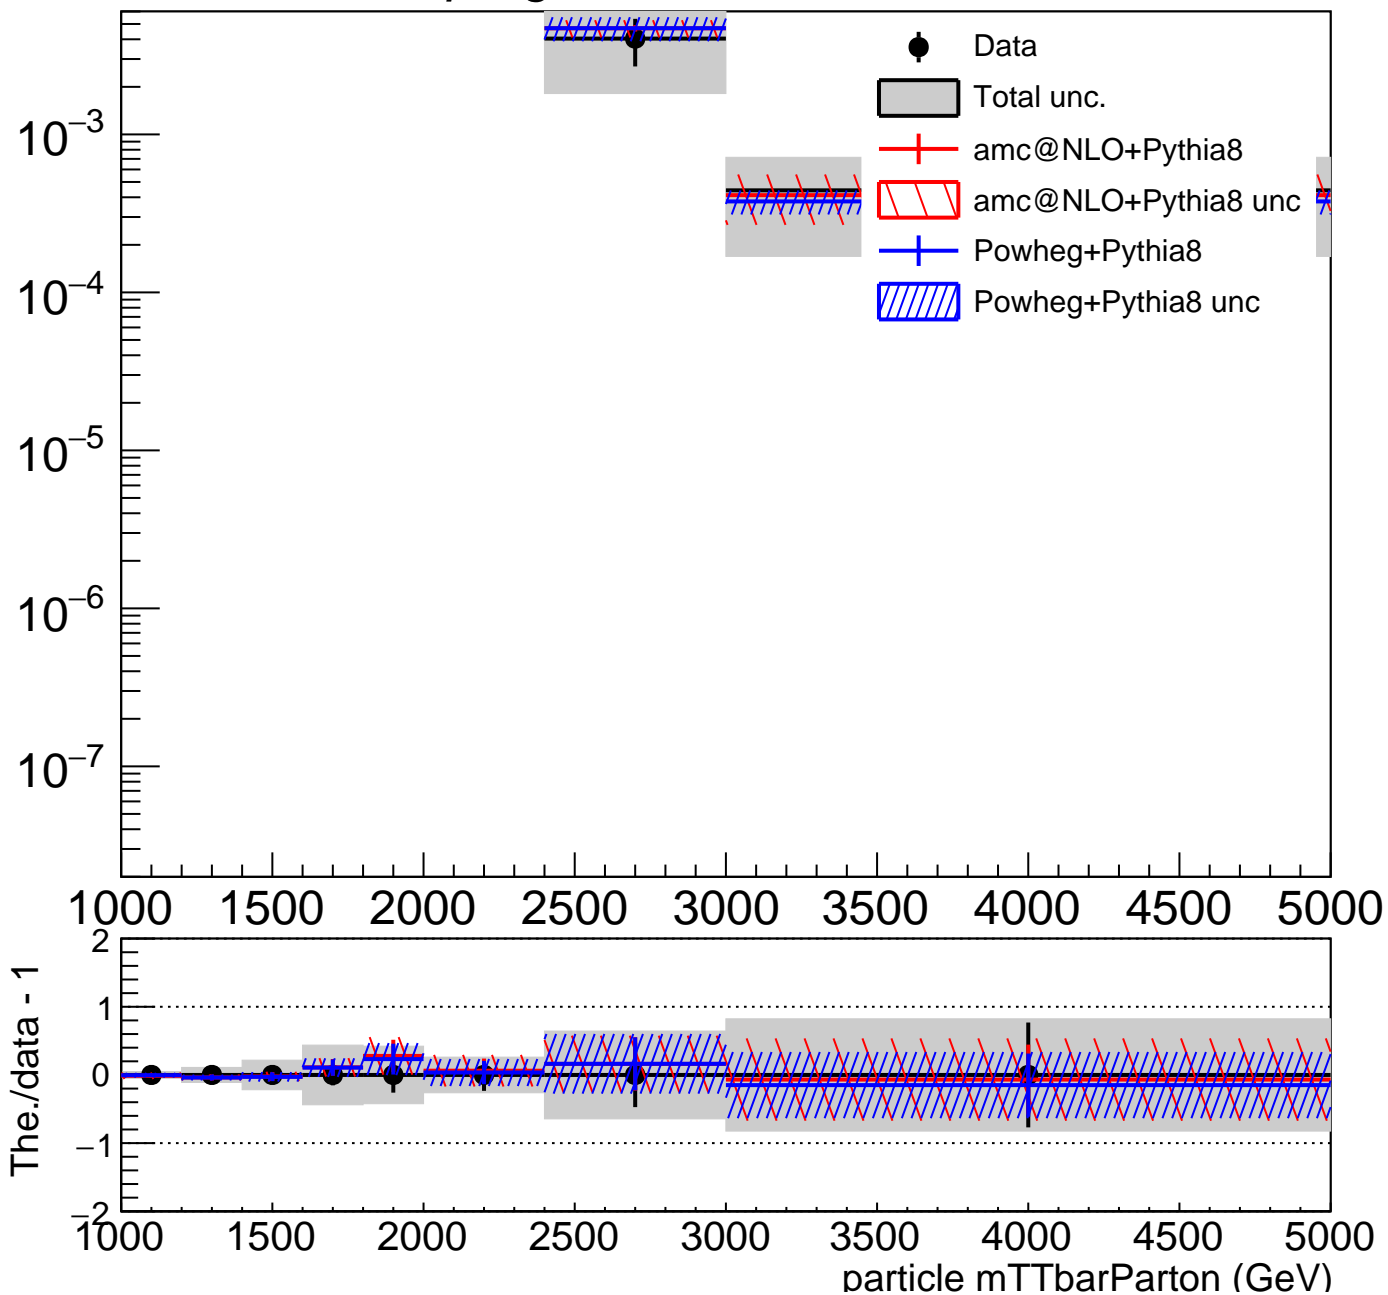 Data
Total unc.
amc@NLO+Pythia8
amc@NLO+Pythia8 unc
Powheg+Pythia8
Powheg+Pythia8 unc
10⁻³
10⁻⁴
10⁻⁵
10⁻⁶
10⁻⁷
1000 1500 2000 2500 3000 3500 4000 4500 5000
The./data - 1
2
1
0
−1
−2
1000 1500 2000 2500 3000 3500 4000 4500 5000
particle mTTbarParton (GeV)